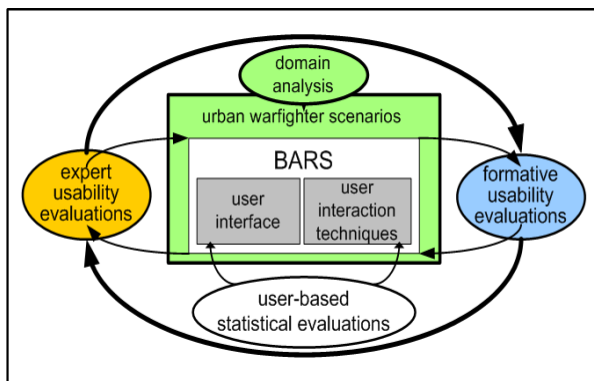 domain
analysis
urban warfighter scenarios
BARS
expert
usability
evaluations
user
interface
user
interaction
techniques
formative
usability
evaluations
user-based
statistical evaluations